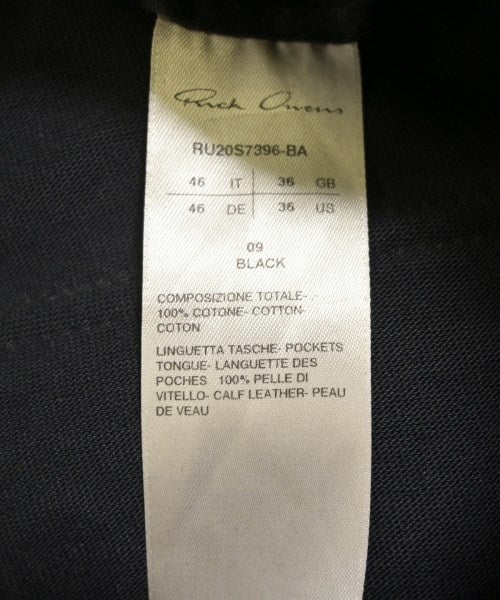 Rick Owens
RU20S7396-BA
46 IT 36 GB
46 DE 36 US
09
BLACK
COMPOSIZIONE TOTALE- -
100% COTONE- COTTON-
COTON
LINGUETTA TASCHE- POCKETS
TONGUE- LANGUETTE DES
POCHES 100% PELLE DI
VITELLO- CALF LEATHER- PEAU
DE VEAU